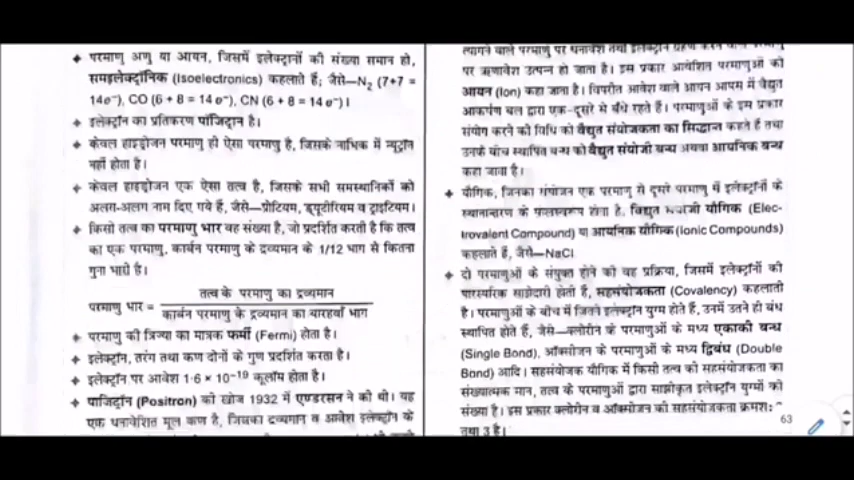 ✦ परमाणु अणु या आयन, जिसमें इलेक्ट्रानों की संख्या समान हो,
समइलेक्ट्रॉनिक (Isoelectronics) कहलाते हैं; जैसे—N₂ (7+7 =
14e⁻), CO (6 + 8 = 14 e⁻), CN (6 + 8 = 14 e⁻)।
✦ इलेक्ट्रॉन का प्रतिकरण पॉजिट्रान है।
✦ केवल हाइड्रोजन परमाणु ही ऐसा परमाणु है, जिसके नाभिक में न्यूट्रॉन
नहीं होता है।
✦ केवल हाइड्रोजन एक ऐसा तत्व है, जिसके सभी समस्थानिकों को
अलग-अलग नाम दिए गये हैं, जैसे—प्रोटियम, ड्यूटीरियम व ट्राइटियम।
✦ किसी तत्व का परमाणु भार वह संख्या है, जो प्रदर्शित करती है कि तत्व
का एक परमाणु, कार्बन परमाणु के द्रव्यमान के 1/12 भाग से कितना
गुना भारी है।
तत्व के परमाणु का द्रव्यमान
परमाणु भार =
कार्बन परमाणु के द्रव्यमान का बारहवाँ भाग
✦ परमाणु की त्रिज्या का मात्रक फर्मी (Fermi) होता है।
✦ इलेक्ट्रॉन, तरंग तथा कण दोनों के गुण प्रदर्शित करता है।
✦ इलेक्ट्रॉन पर आवेश 1·6 × 10⁻¹⁹ कूलॉम होता है।
✦ पाजिट्रॉन (Positron) की खोज 1932 में एण्डरसन ने की थी। यह
एक धनावेशित मूल कण है, जिसका द्रव्यमान व आवेश इलेक्ट्रॉन के
त्यागने वाले परमाणु पर धनावेश तथा इलेक्ट्रॉन ग्रहण करने वाले परमाणु
पर ऋणावेश उत्पन्न हो जाता है। इस प्रकार आवेशित परमाणुओं को
आयन (Ion) कहा जाता है। विपरीत आवेश वाले आयन आपस में वैद्युत
आकर्षण बल द्वारा एक-दूसरे से बँधे रहते हैं। परमाणुओं के इस प्रकार
संयोग करने की विधि को वैद्युत संयोजकता का सिद्धान्त कहते हैं तथा
उनके बीच स्थापित बन्ध को वैद्युत संयोजी बन्ध अथवा आयनिक बन्ध
कहा जाता है।
✦ यौगिक, जिनका संयोजन एक परमाणु से दूसरे परमाणु में इलेक्ट्रॉनों के
स्थानान्तरण के फलस्वरूप होता है, विद्युत संयोजी यौगिक (Elec-
trovalent Compound) या आयनिक यौगिक (Ionic Compounds)
कहलाते हैं, जैसे—NaCl
✦ दो परमाणुओं के संयुक्त होने की वह प्रक्रिया, जिसमें इलेक्ट्रॉनों की
पारस्परिक साझेदारी होती है, सहसंयोजकता (Covalency) कहलाती
है। परमाणुओं के बीच में जितने इलेक्ट्रॉन युग्म होते हैं, उनमें उतने ही बंध
स्थापित होते हैं, जैसे—क्लोरीन के परमाणुओं के मध्य एकाकी बन्ध
(Single Bond), ऑक्सीजन के परमाणुओं के मध्य द्विबंध (Double
Bond) आदि। सहसंयोजक यौगिक में किसी तत्व की सहसंयोजकता का
संख्यात्मक मान, तत्व के परमाणुओं द्वारा साझीकृत इलेक्ट्रॉन युग्मों की
संख्या है। इस प्रकार क्लोरीन व ऑक्सीजन की सहसंयोजकता क्रमशः
तथा 3 है।
63